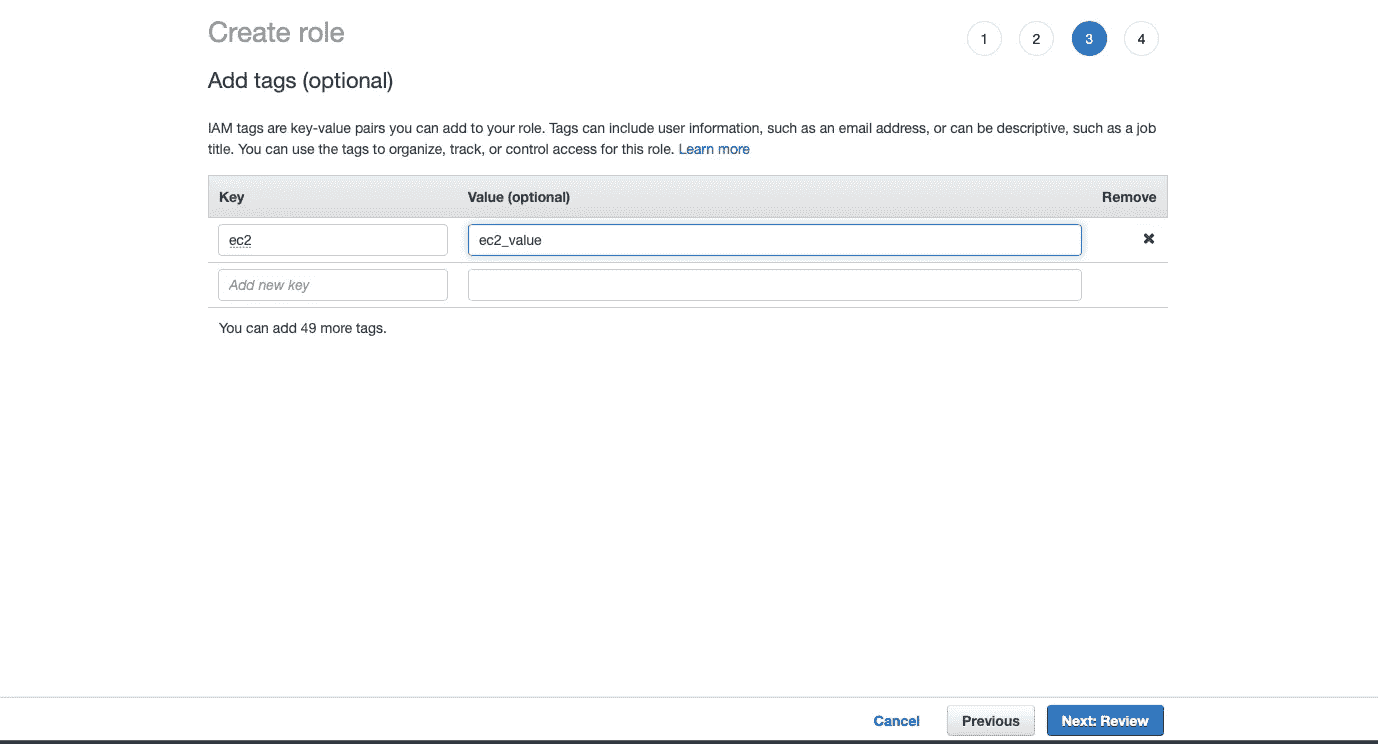 Create role
1 2 3 4
Add tags (optional)
IAM tags are key-value pairs you can add to your role. Tags can include user information, such as an email address, or can be descriptive, such as a job
title. You can use the tags to organize, track, or control access for this role. Learn more
Key Value (optional) Remove
ec2 ec2_value ✖
Add new key
You can add 49 more tags.
Cancel Previous Next: Review